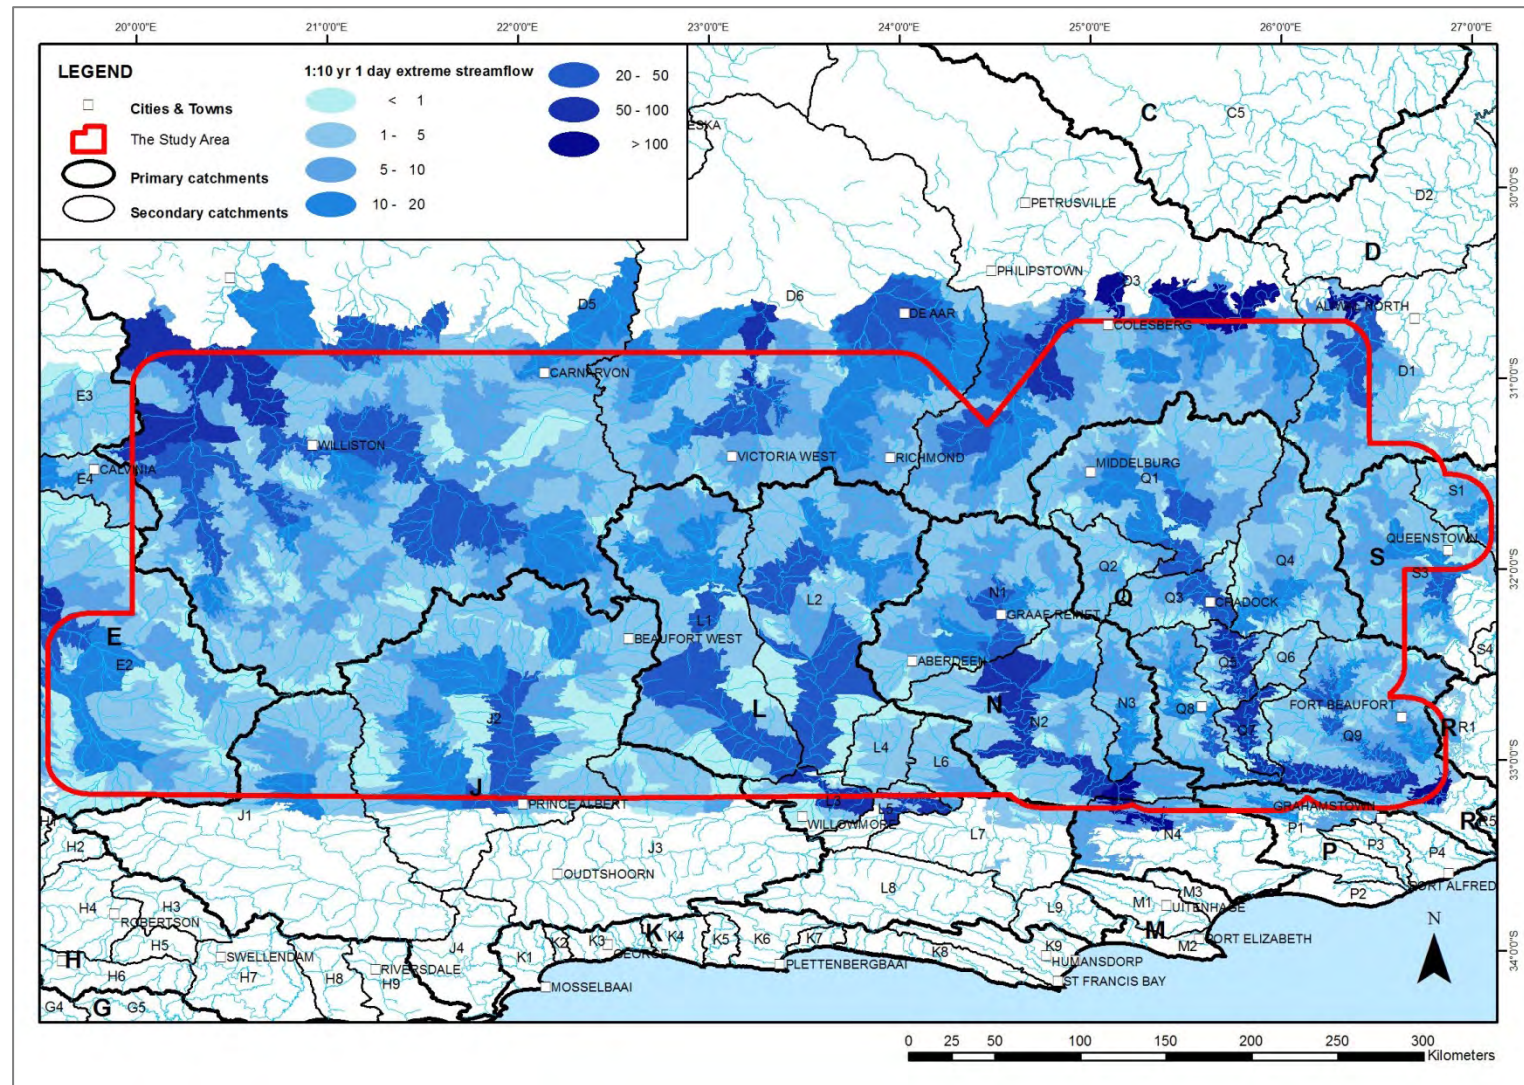 20°0'0"E 21°0'0"E 22°0'0"E 23°0'0"E 24°0'0"E 25°0'0"E 26°0'0"E 27°0'0"E
LEGEND
Cities & Towns
The Study Area
Primary catchments
Secondary catchments
1:10 yr 1 day extreme streamflow
< 1
1 - 5
5 - 10
10 - 20
20 - 50
50 - 100
> 100
ESKA
C
C5
D2
30°0'0"S
PETRUSVILLE
D
PHILIPSTOWN
D3
D6
D5
ALIWAL NORTH
DE AAR
COLESBERG
CARNARVON
D1
31°0'0"S
E3
WILLISTON
VICTORIA WEST
RICHMOND
MIDDELBURG
Q1
CALVINIA
E4
S1
QUEENSTOWN
S
S3
32°0'0"S
Q2
Q4
Q3
Q
CRADOCK
N1
GRAAF REINET
L2
L1
BEAUFORT WEST
E
E2
ABERDEEN
Q5
Q6
S4
J2
L
N
N2
N3
Q8
Q7
FORT BEAUFORT
Q9
R
R1
L4
L6
33°0'0"S
J
PRINCE ALBERT
L3
L5
WILLOWMORE
GRAHAMSTOWN
J1
J3
L7
N4
P1
P
P3
P4
R
R5
H1
H2
OUDTSHOORN
L8
M3
M1
UITENHAGE
P2
PORT ALFRED
H4
H3
ROBERTSON
H5
L9
M
M2
PORT ELIZABETH
N
H
H6
SWELLENDAM
H7
H8
RIVERSDALE
H9
J4
K1
K2
K3
K
K4
K5
K6
K7
K8
K9
GEORGE
HUMANSDORP
PLETTENBERGBAAI
ST FRANCIS BAY
MOSSELBAAI
34°0'0"S
G4
G
G5
0 25 50 100 150 200 250 300
Kilometers